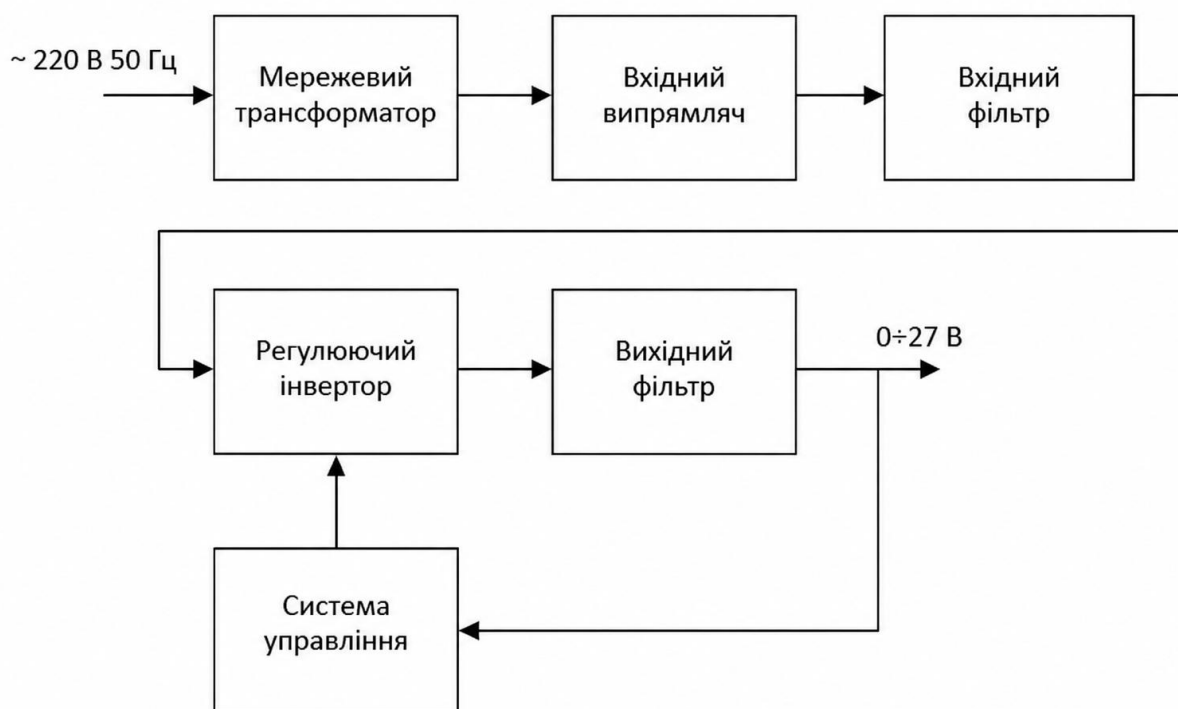 ~ 220 В 50 Гц
Мережевий
трансформатор
Вхідний
випрямляч
Вхідний
фільтр
Регулюючий
інвертор
Вихідний
фільтр
0÷27 В
Система
управління